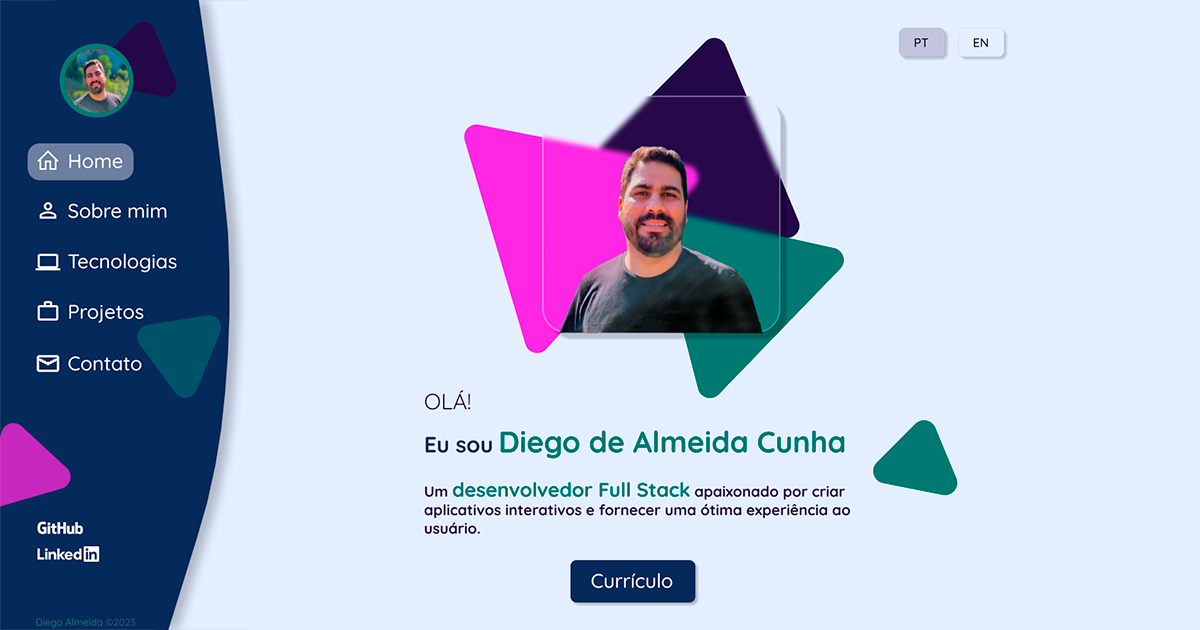 Home
Sobre mim
Tecnologias
Projetos
Contato
GitHub
Linkedin
Diego Almeida ©2023
PT
EN
OLÁ!
Eu sou Diego de Almeida Cunha
Um desenvolvedor Full Stack apaixonado por criar
aplicativos interativos e fornecer uma ótima experiência ao
usuário.
Currículo